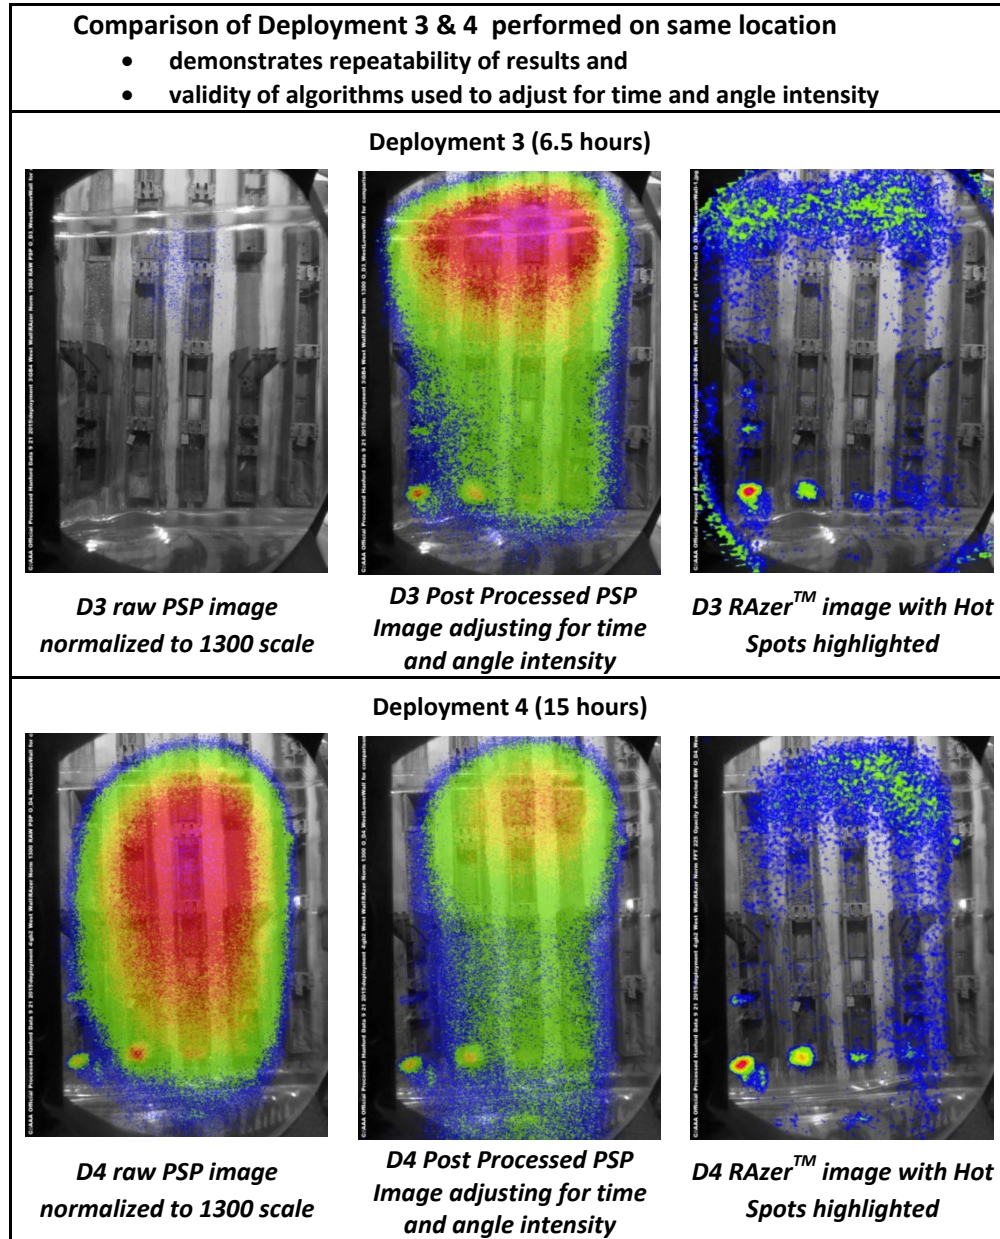 Comparison of Deployment 3 & 4 performed on same location
• demonstrates repeatability of results and
• validity of algorithms used to adjust for time and angle intensity
Deployment 3 (6.5 hours)
D3 raw PSP image
normalized to 1300 scale
D3 Post Processed PSP
Image adjusting for time
and angle intensity
D3 RAzer™ image with Hot
Spots highlighted
Deployment 4 (15 hours)
D4 raw PSP image
normalized to 1300 scale
D4 Post Processed PSP
Image adjusting for time
and angle intensity
D4 RAzer™ image with Hot
Spots highlighted